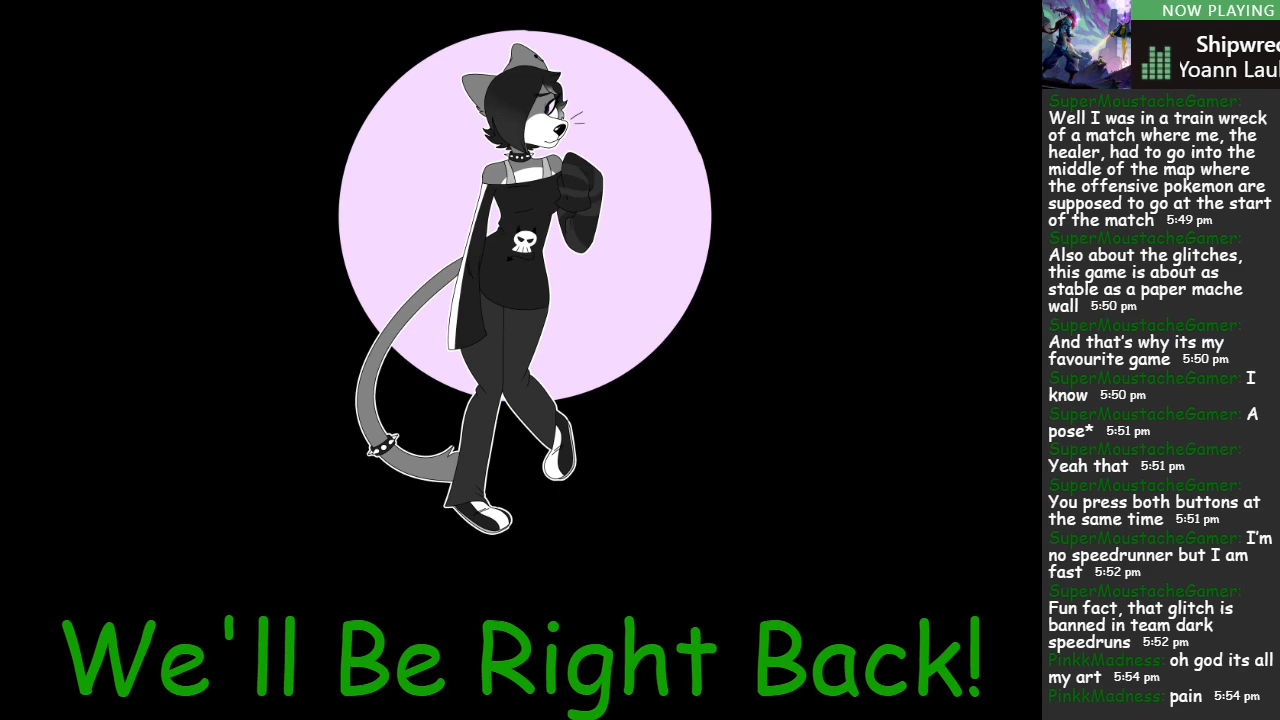 NOW PLAYING
Shipwrec
Yoann Laul
SuperMoustacheGamer:
Well I was in a train wreck
of a match where me, the
healer, had to go into the
middle of the map where
the offensive pokemon are
supposed to go at the start
of the match 5:49 pm
SuperMoustacheGamer:
Also about the glitches,
this game is about as
stable as a paper mache
wall 5:50 pm
SuperMoustacheGamer:
And that's why its my
favourite game 5:50 pm
SuperMoustacheGamer: I
know 5:50 pm
SuperMoustacheGamer: A
pose* 5:51 pm
SuperMoustacheGamer:
Yeah that 5:51 pm
SuperMoustacheGamer:
You press both buttons at
the same time 5:51 pm
SuperMoustacheGamer: I'm
no speedrunner but I am
fast 5:52 pm
SuperMoustacheGamer:
Fun fact, that glitch is
banned in team dark
speedruns 5:52 pm
PinkkMadness: oh god its all
my art 5:54 pm
PinkkMadness: pain 5:54 pm
We'll Be Right Back!